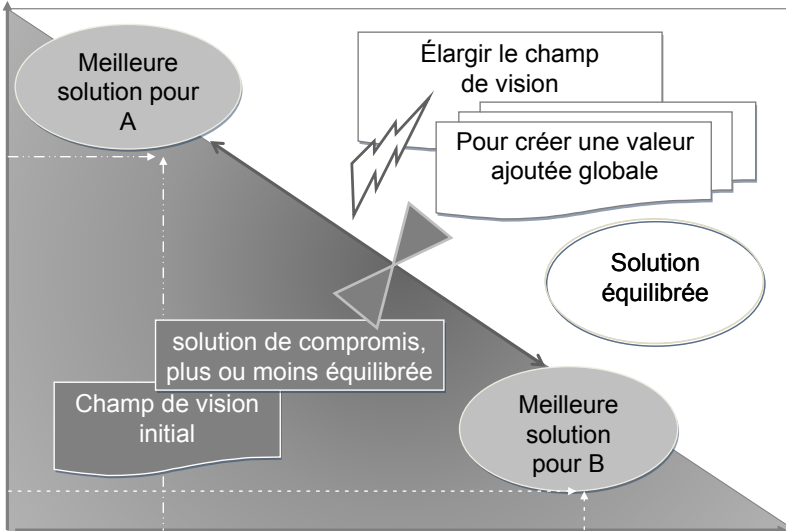 Meilleure
solution pour
A
Élargir le champ
de vision
Pour créer une valeur
ajoutée globale
Solution
équilibrée
solution de compromis,
plus ou moins équilibrée
Champ de vision
initial
Meilleure
solution
pour B